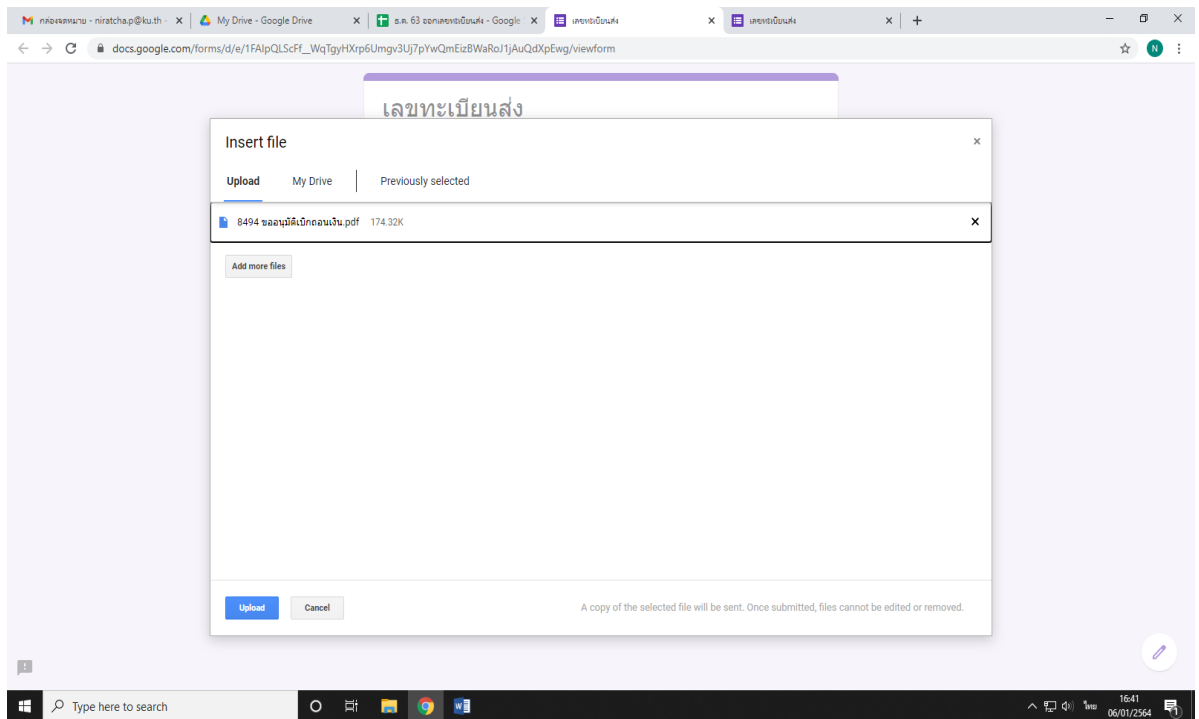 กล่องจดหมาย - niratcha.p@ku.th -
My Drive - Google Drive
ธ.ค. 63 ออกเลขทะเบียนส่ง - Google
เลขทะเบียนส่ง
เลขทะเบียนส่ง
docs.google.com/forms/d/e/1FAIpQLScFf__WqTgyHXrp6Umgv3Uj7pYwQmEizBWaRoJ1jAuQdXpEwg/viewform
N
เลขทะเบียนส่ง
Insert file
Upload My Drive Previously selected
8494 ขออนุมัติเบิกถอนเงิน.pdf 174.32K
Add more files
Upload Cancel A copy of the selected file will be sent. Once submitted, files cannot be edited or removed.
Type here to search
ไทย
16:41
06/01/2564
1